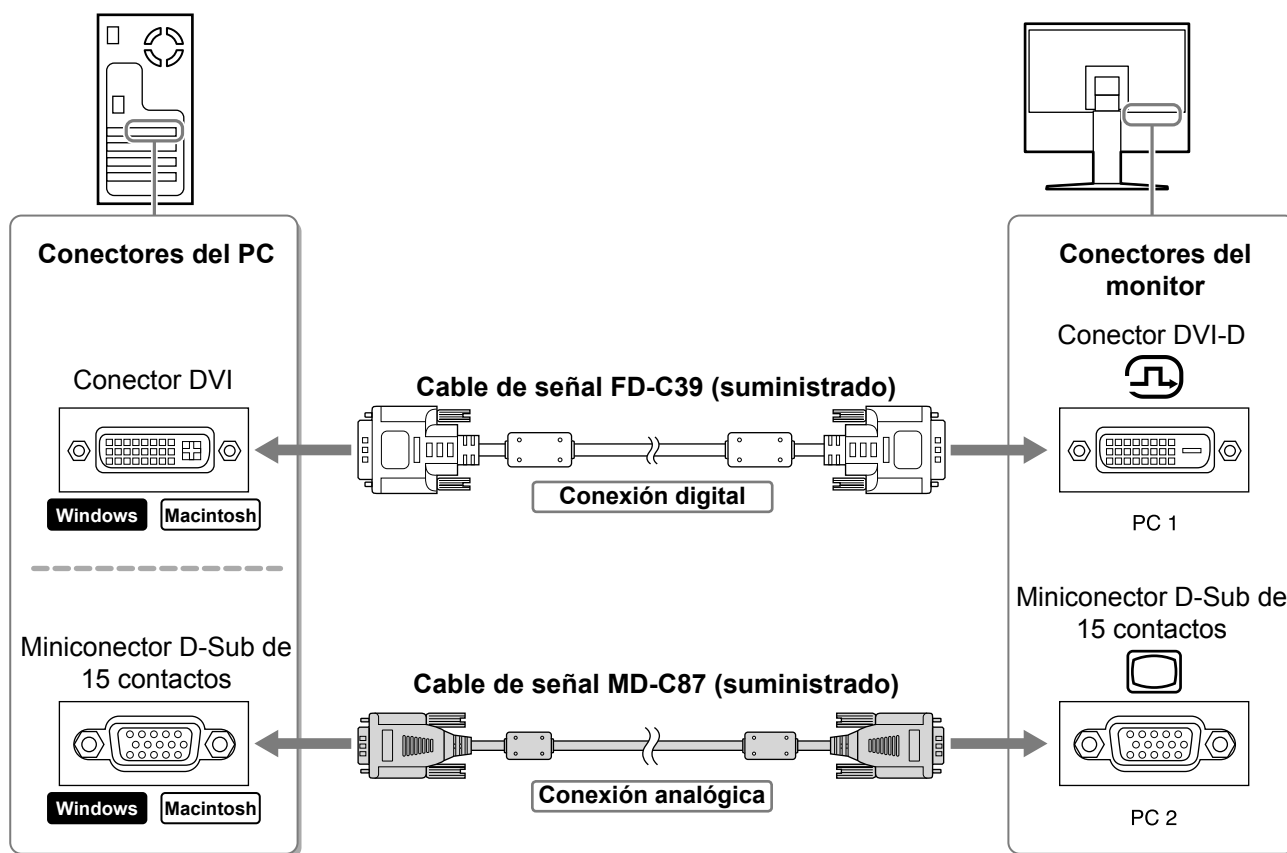 Conectores del PC
Conector DVI
Windows
Macintosh
Miniconector D-Sub de
15 contactos
Windows
Macintosh
Cable de señal FD-C39 (suministrado)
Conexión digital
Cable de señal MD-C87 (suministrado)
Conexión analógica
Conectores del
monitor
Conector DVI-D
PC 1
Miniconector D-Sub de
15 contactos
PC 2